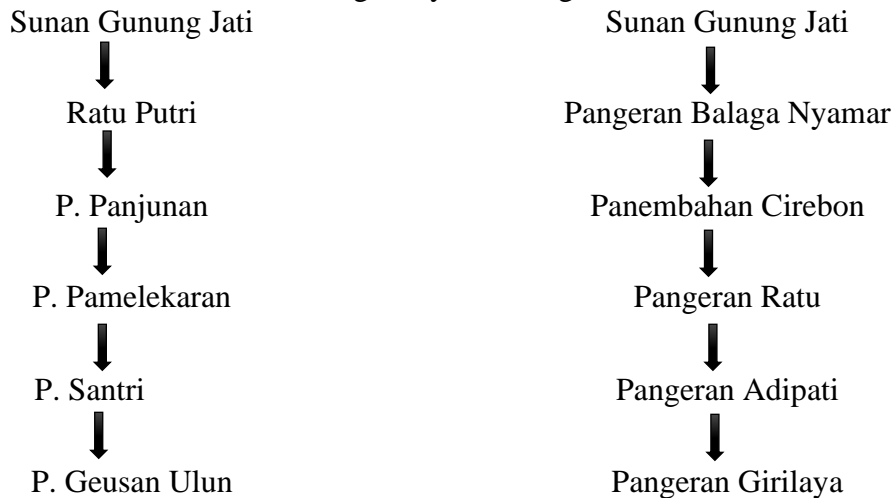 Sunan Gunung Jati
Ratu Putri
P. Panjunan
P. Pamelekaran
P. Santri
P. Geusan Ulun
Sunan Gunung Jati
Pangeran Balaga Nyamar
Panembahan Cirebon
Pangeran Ratu
Pangeran Adipati
Pangeran Girilaya